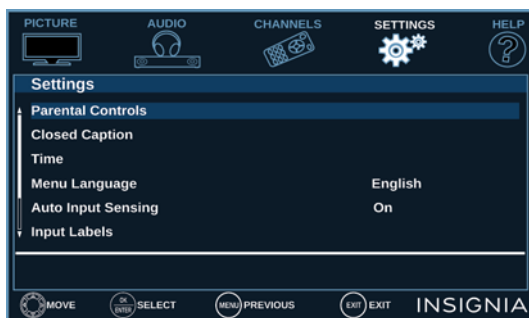 PICTURE AUDIO CHANNELS SETTINGS HELP
Settings
Parental Controls
Closed Caption
Time
Menu Language English
Auto Input Sensing On
Input Labels
MOVE OK ENTER SELECT MENU PREVIOUS EXIT EXIT INSIGNIA